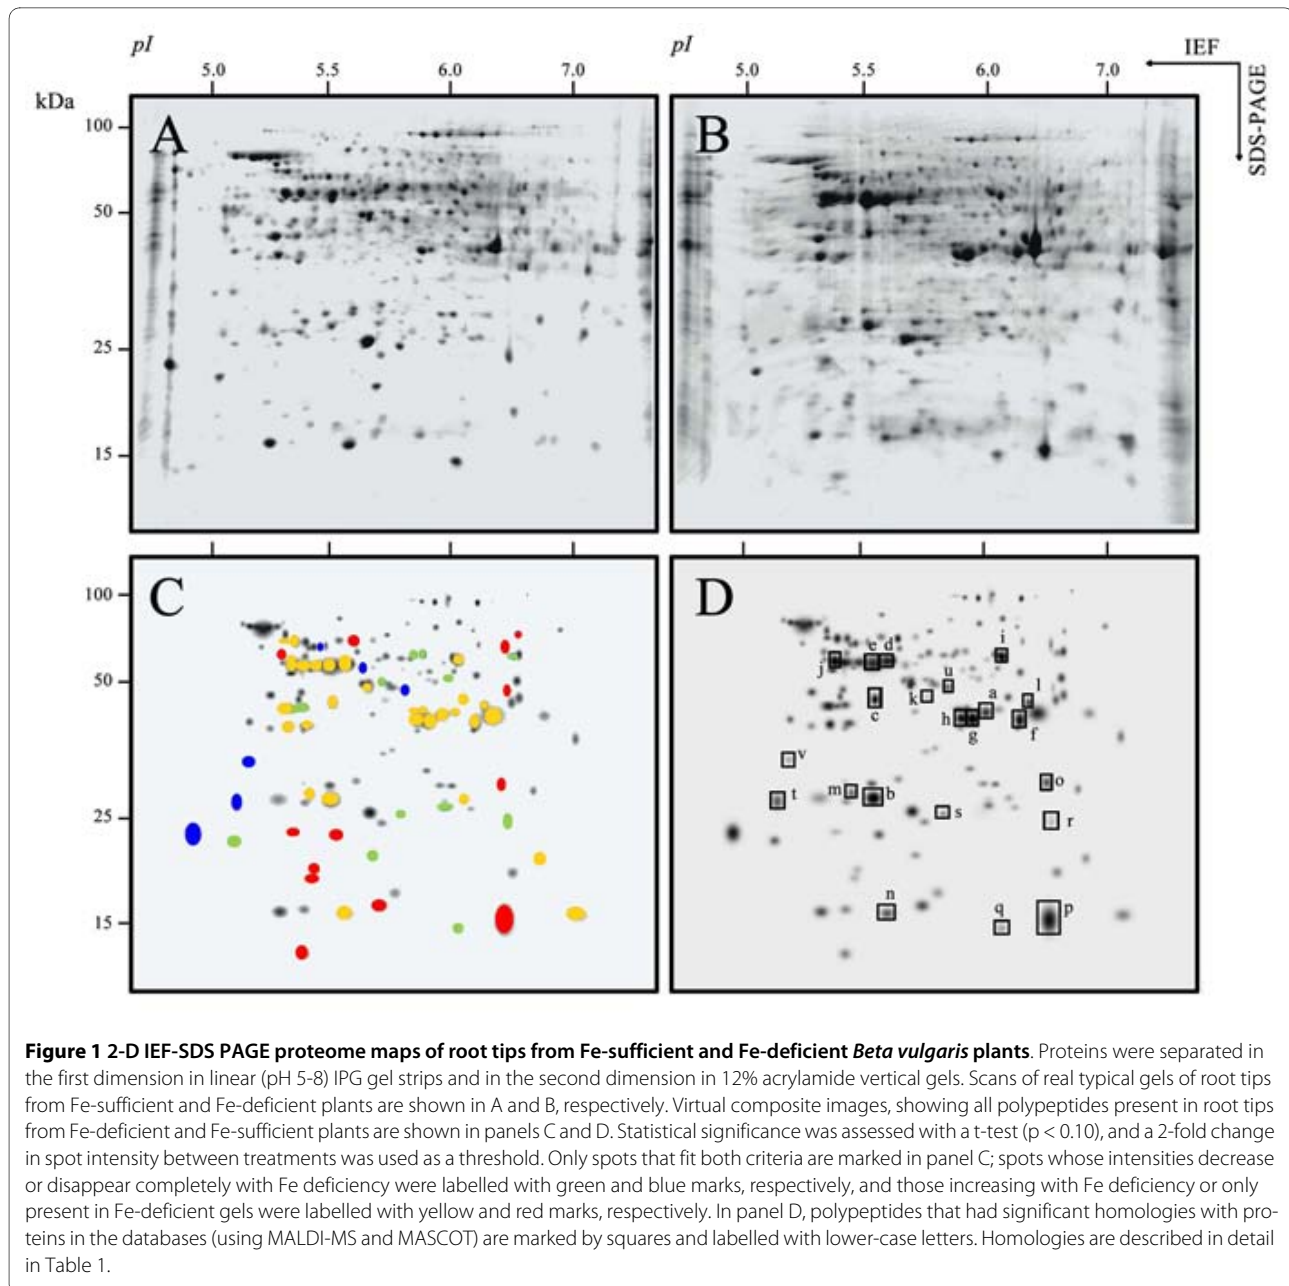 pI
pI
IEF
5.0 5.5 6.0 7.0
5.0 5.5 6.0 7.0
kDa
SDS-PAGE
A
B
100
50
25
15
C
D
100
50
25
15
i
e d
j
u
k
l
a
c
h
f
g
v
o
m
b
t
s
r
n
q
p
Figure 1 2-D IEF-SDS PAGE proteome maps of root tips from Fe-sufficient and Fe-deficient Beta vulgaris plants. Proteins were separated in
the first dimension in linear (pH 5-8) IPG gel strips and in the second dimension in 12% acrylamide vertical gels. Scans of real typical gels of root tips
from Fe-sufficient and Fe-deficient plants are shown in A and B, respectively. Virtual composite images, showing all polypeptides present in root tips
from Fe-deficient and Fe-sufficient plants are shown in panels C and D. Statistical significance was assessed with a t-test (p < 0.10), and a 2-fold change
in spot intensity between treatments was used as a threshold. Only spots that fit both criteria are marked in panel C; spots whose intensities decrease
or disappear completely with Fe deficiency were labelled with green and blue marks, respectively, and those increasing with Fe deficiency or only
present in Fe-deficient gels were labelled with yellow and red marks, respectively. In panel D, polypeptides that had significant homologies with pro-
teins in the databases (using MALDI-MS and MASCOT) are marked by squares and labelled with lower-case letters. Homologies are described in detail
in Table 1.